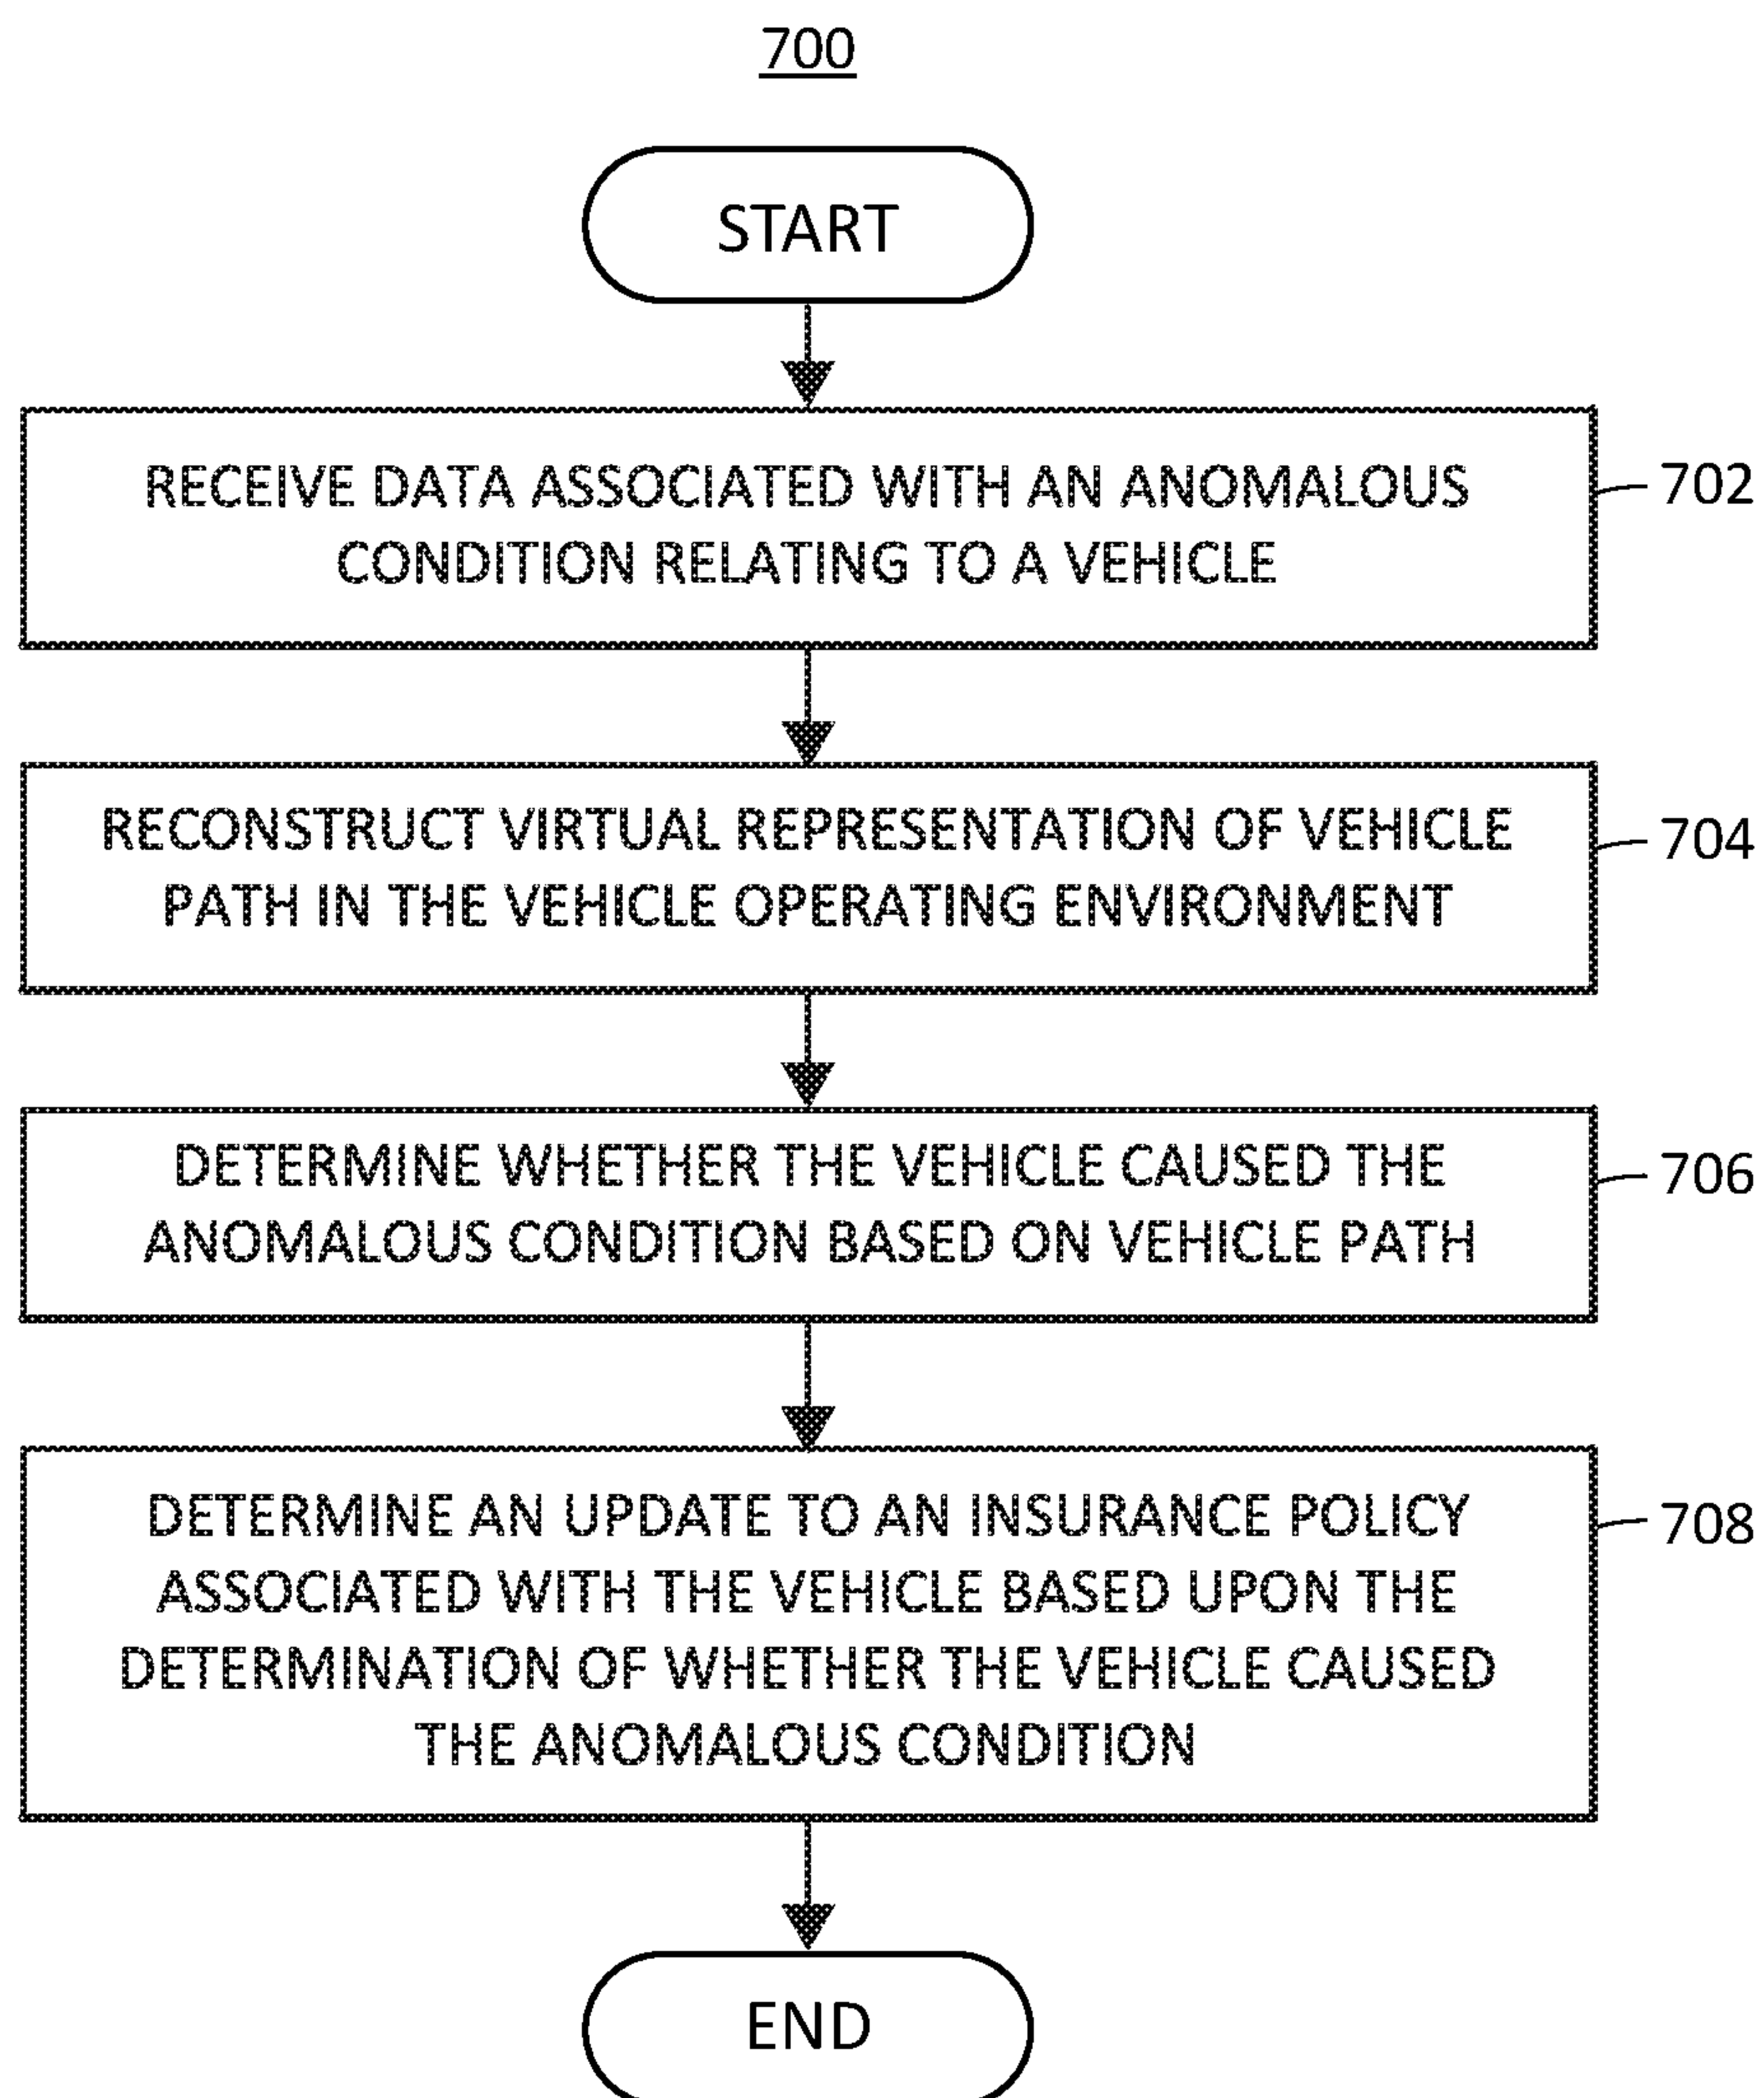 700
START
RECEIVE DATA ASSOCIATED WITH AN ANOMALOUS
CONDITION RELATING TO A VEHICLE
702
RECONSTRUCT VIRTUAL REPRESENTATION OF VEHICLE
PATH IN THE VEHICLE OPERATING ENVIRONMENT
704
DETERMINE WHETHER THE VEHICLE CAUSED THE
ANOMALOUS CONDITION BASED ON VEHICLE PATH
706
DETERMINE AN UPDATE TO AN INSURANCE POLICY
ASSOCIATED WITH THE VEHICLE BASED UPON THE
DETERMINATION OF WHETHER THE VEHICLE CAUSED
THE ANOMALOUS CONDITION
708
END